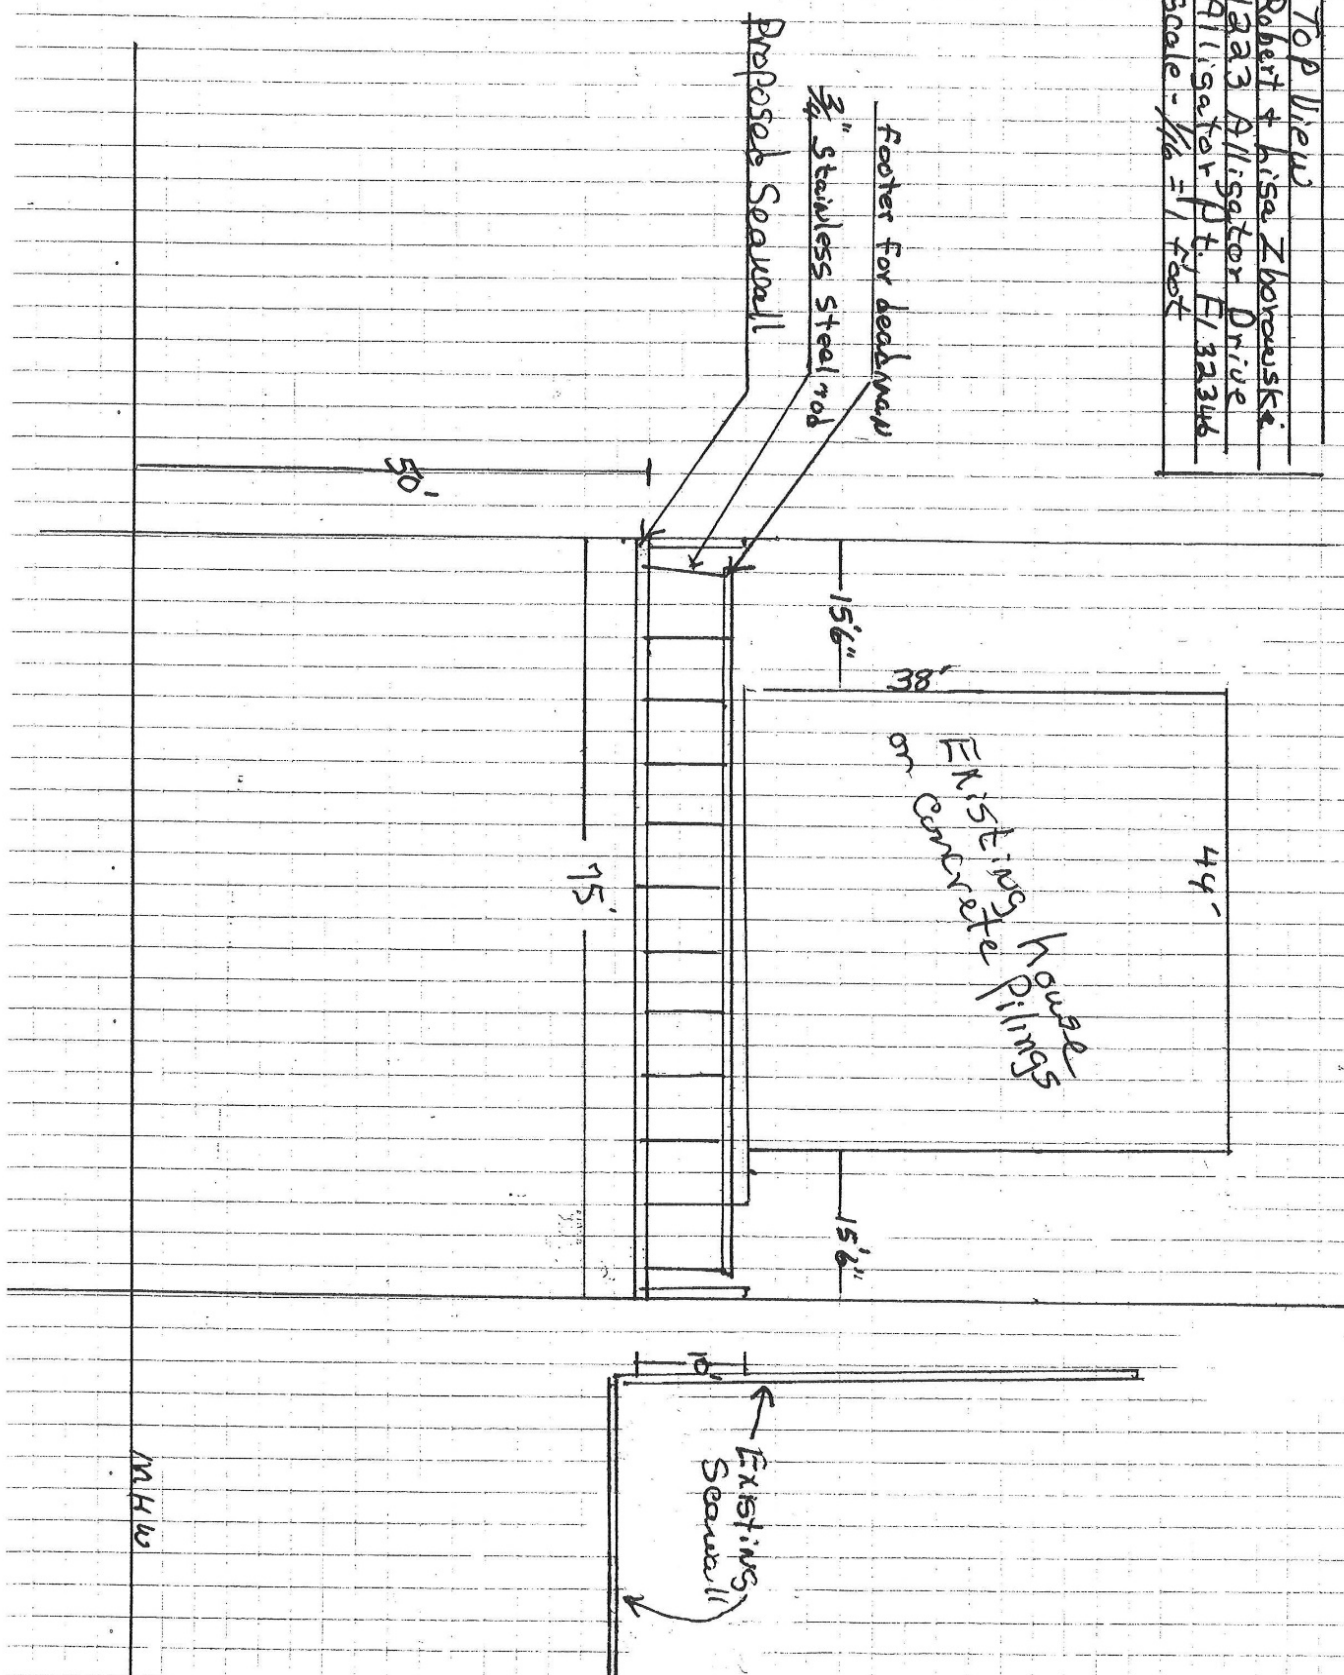 Top View
Robert + Lisa Zborowski
1223 Alligator Drive
Alligator Pt. Fl. 32346
Scale - 1/16 = 1 foot
footer for deadman
3/4" Stainless Steel rod
Proposed Seawall
50'
15'6"
38'
44'
Existing house
on Concrete Pilings
75'
15'6"
10'
Existing
Seawall
MHW